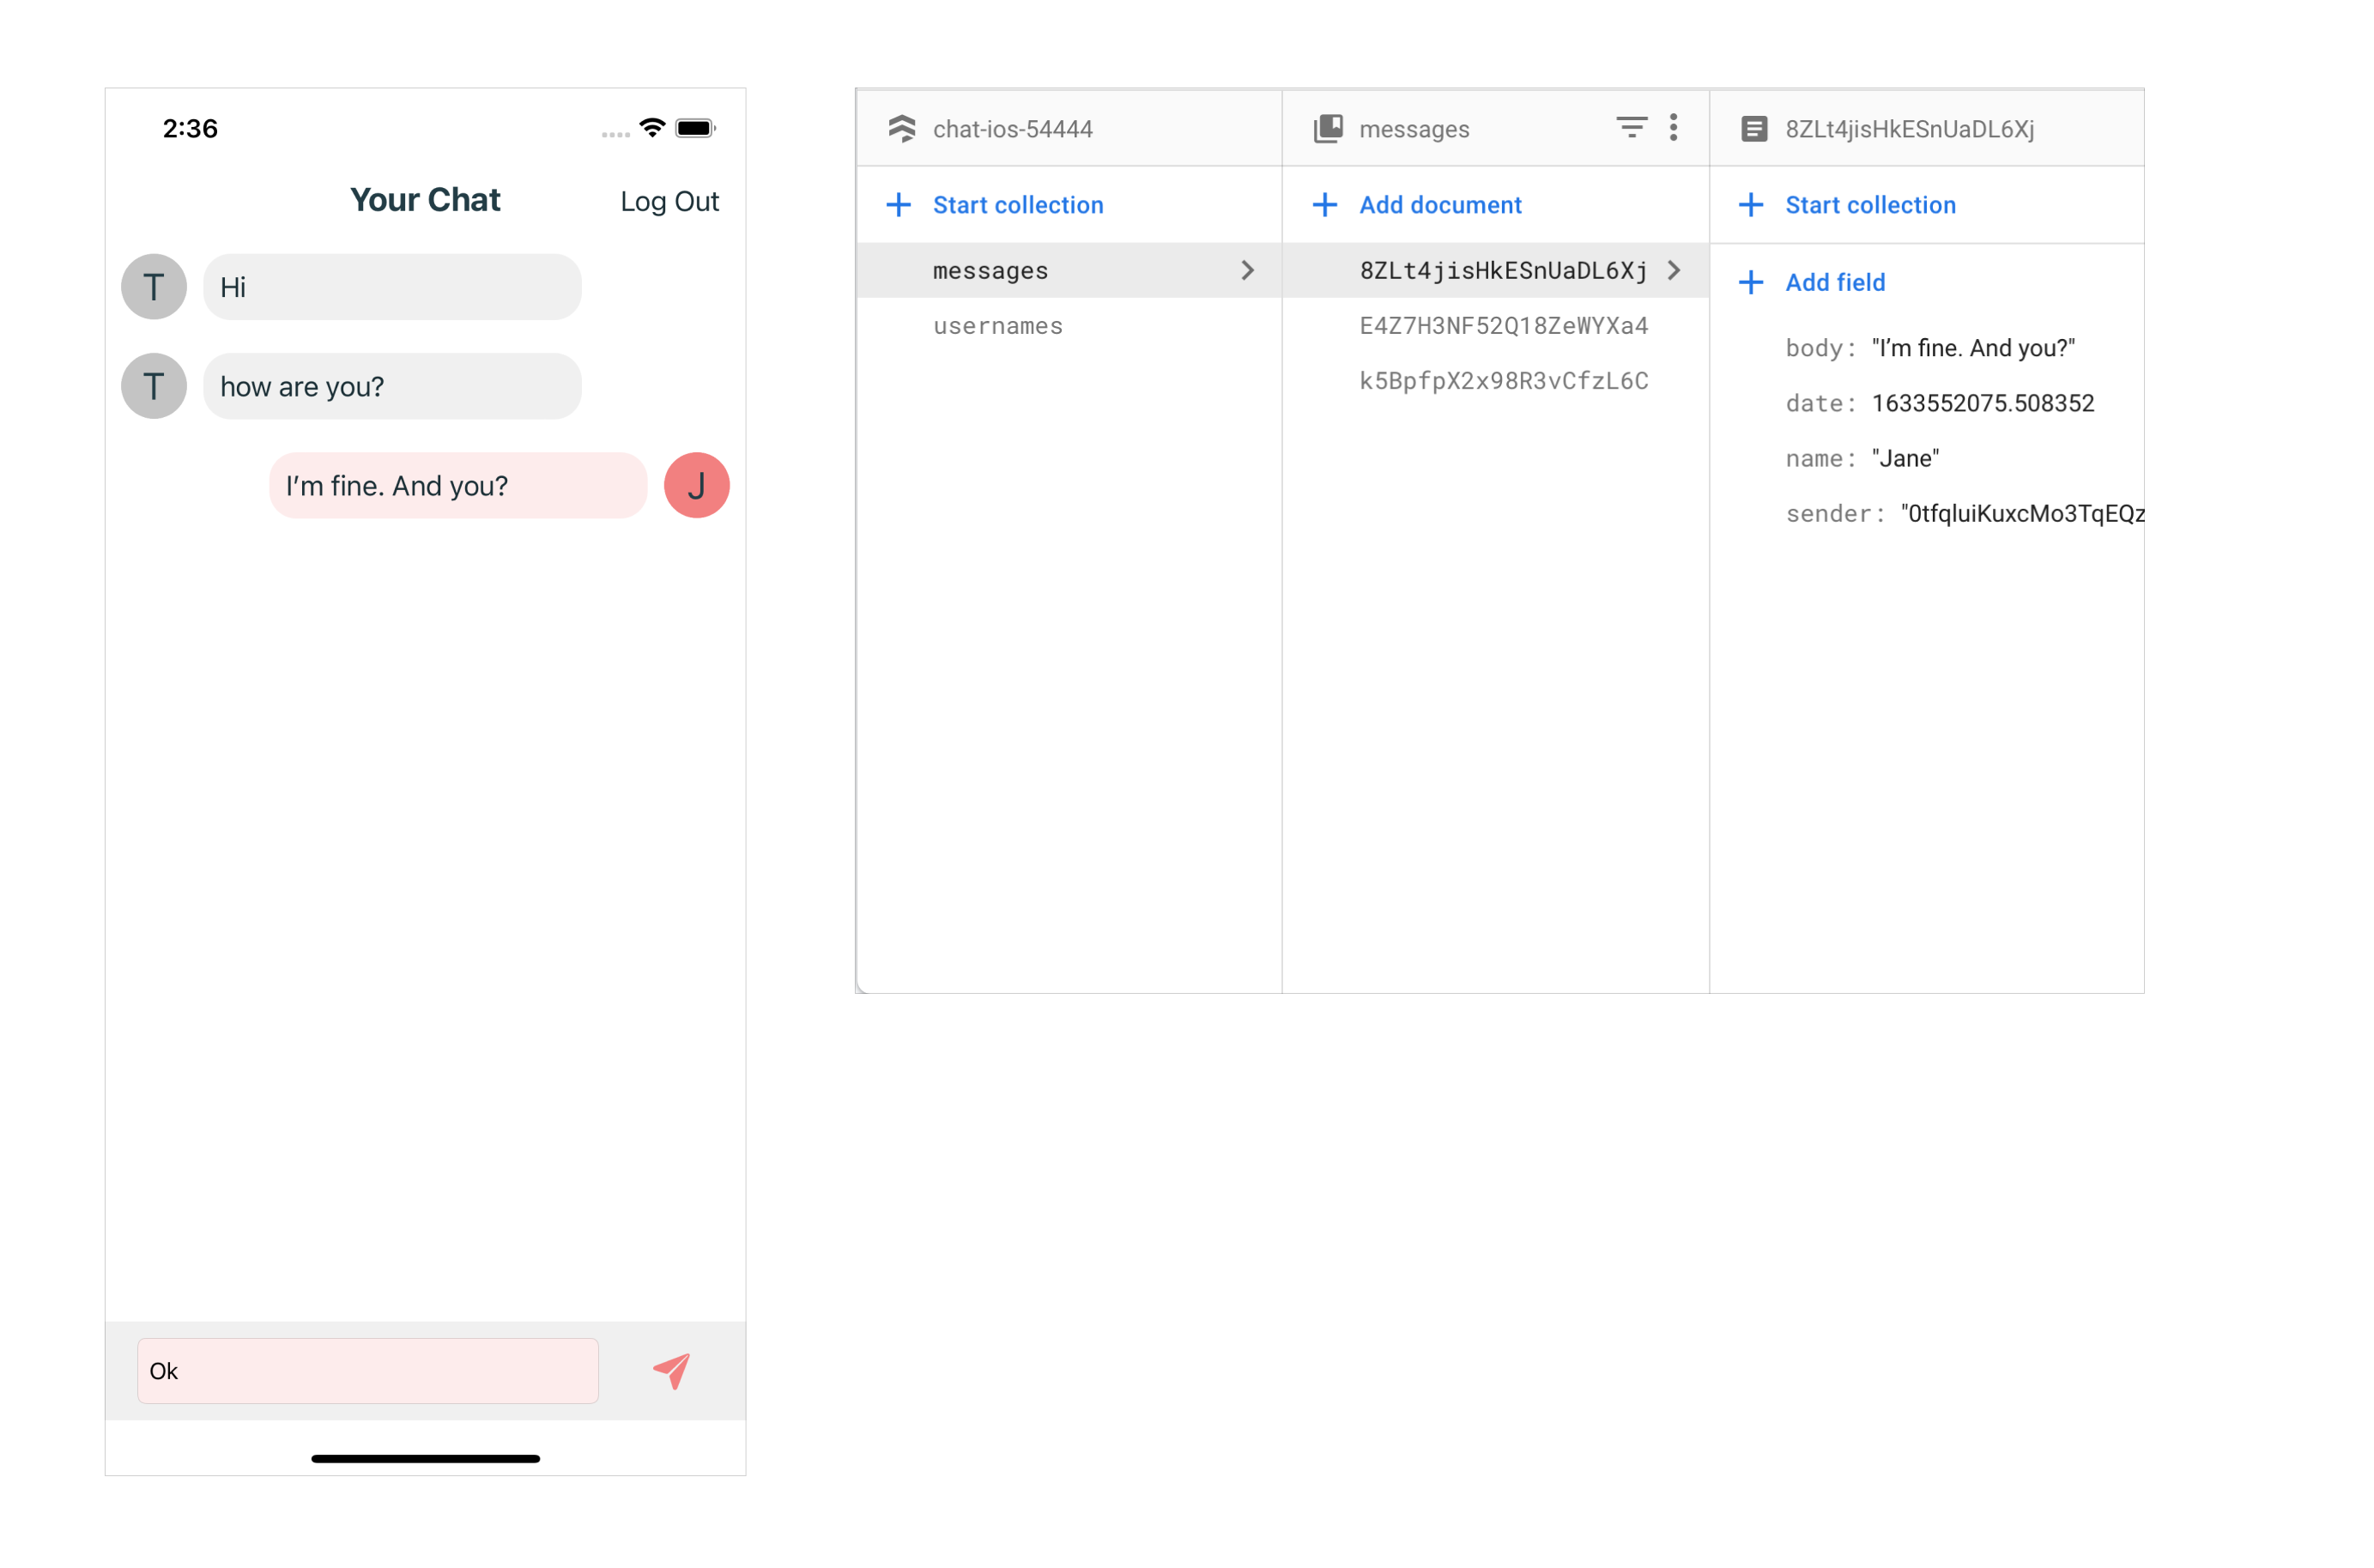 2:36
Your Chat
Log Out
T
Hi
T
how are you?
I’m fine. And you?
J
Ok
chat-ios-54444
Start collection
messages
usernames
messages
Add document
8ZLt4jisHkESnUaDL6Xj
E4Z7H3NF52Q18ZeWYXa4
k5BpfpX2x98R3vCfzL6C
8ZLt4jisHkESnUaDL6Xj
Start collection
Add field
body: "I’m fine. And you?"
date: 1633552075.508352
name: "Jane"
sender: "0tfqluiKuxcMo3TqEQz